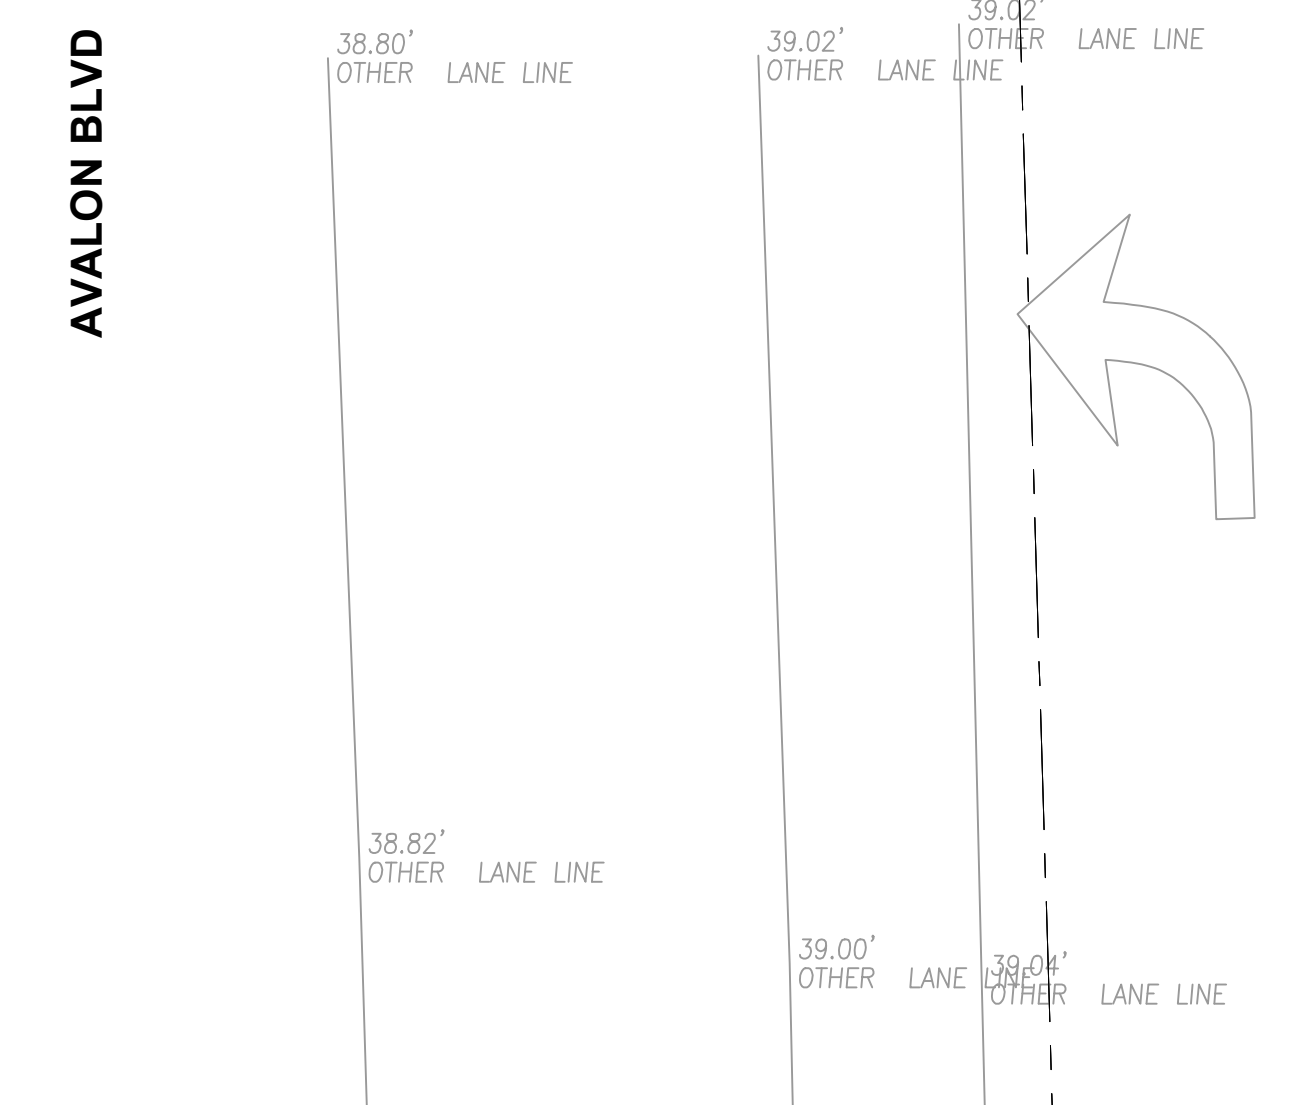 AVALON BLVD
38.80'
OTHER LANE LINE
39.02'
OTHER LANE LINE
39.02'
OTHER LANE LINE
38.82'
OTHER LANE LINE
39.00'
OTHER LANE LINE
39.04'
OTHER LANE LINE